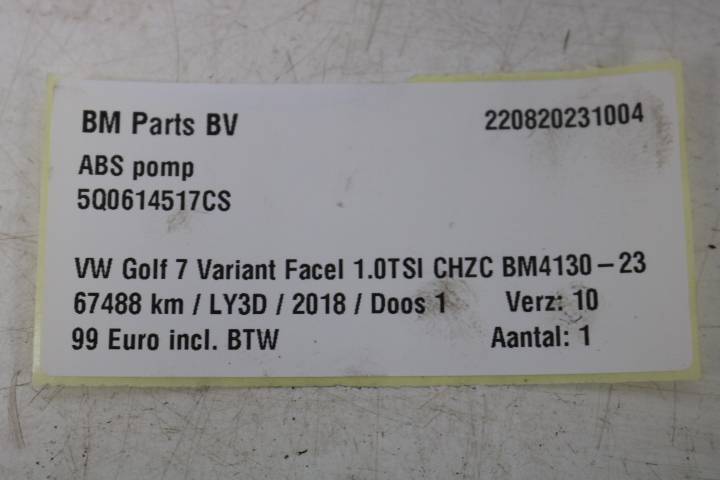 BM Parts BV 220820231004
ABS pomp
5Q0614517CS
VW Golf 7 Variant Facel 1.0TSI CHZC BM4130-23
67488 km / LY3D / 2018 / Doos 1 Verz: 10
99 Euro incl. BTW Aantal: 1